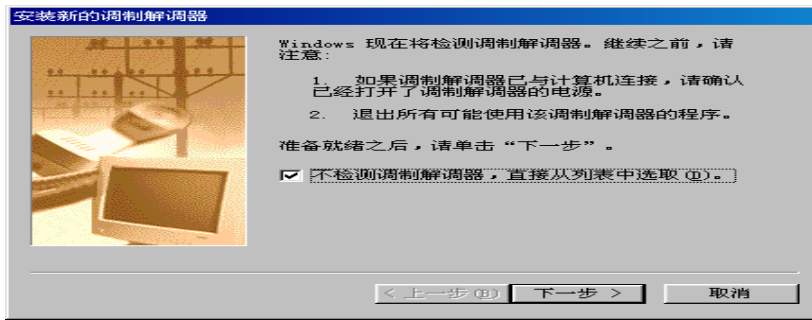 安装新的调制解调器
Windows 现在将检测调制解调器。继续之前，请
注意:
1. 如果调制解调器已与计算机连接，请确认
已经打开了调制解调器的电源。
2. 退出所有可能使用该调制解调器的程序。
准备就绪之后，请单击“下一步”。
不检测调制解调器，直接从列表中选取(D)。
< 上一步(B) 下一步 > 取消